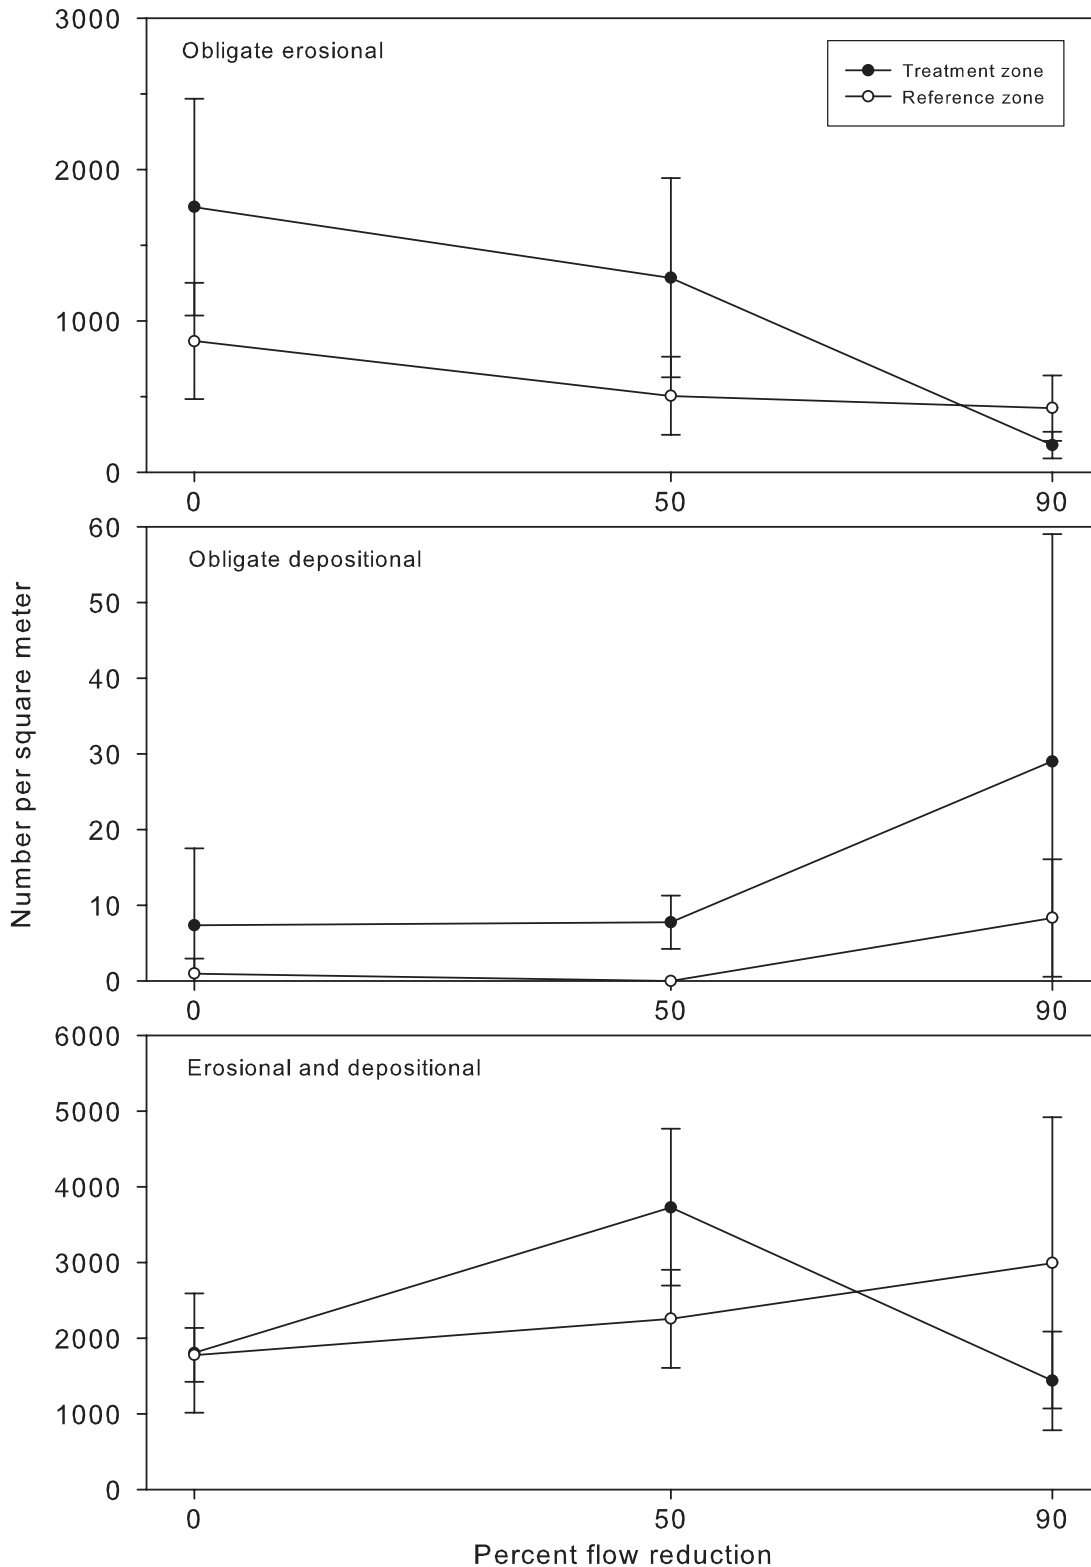 3000
Obligate erosional
Treatment zone
Reference zone
2000
1000
0
0 50 90
60
Obligate depositional
50
40
30
20
10
0
0 50 90
Number per square meter
6000
Erosional and depositional
5000
4000
3000
2000
1000
0
0 50 90
Percent flow reduction